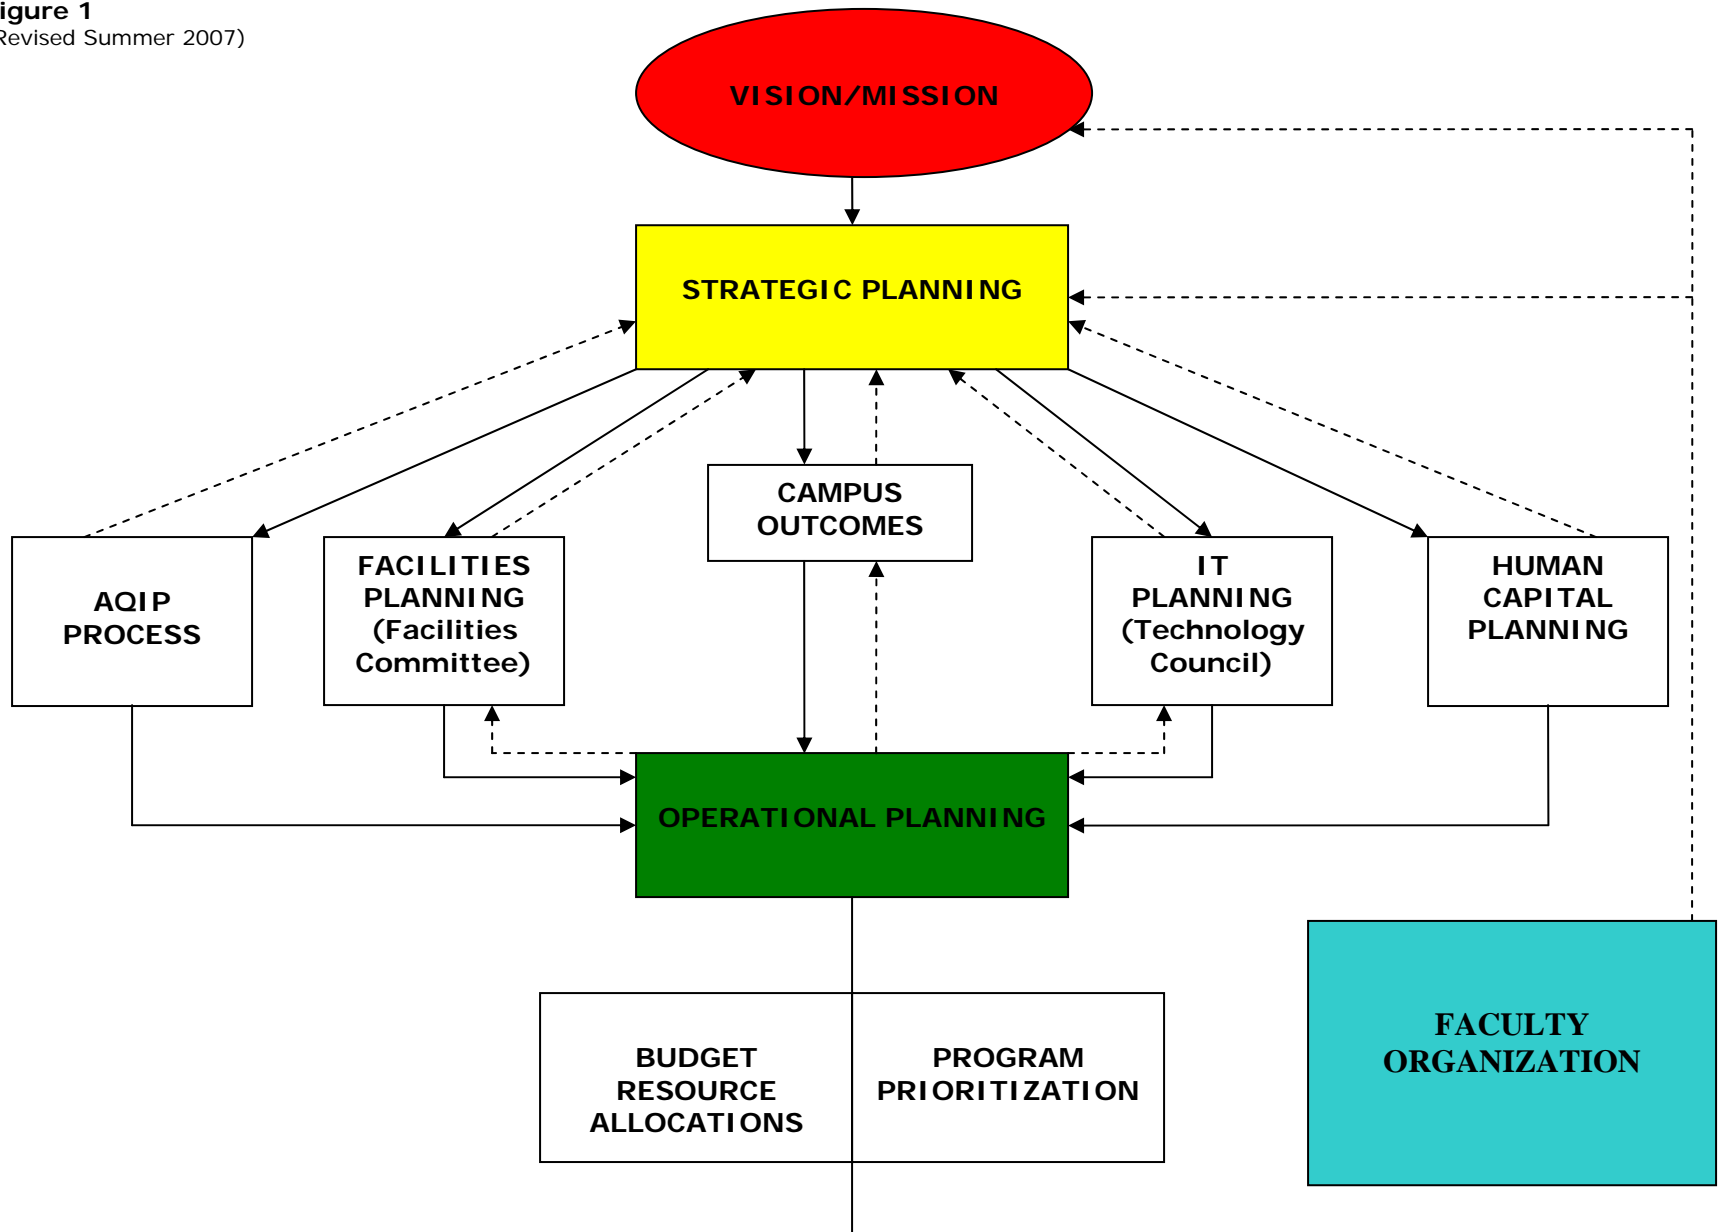 igure 1
Revised Summer 2007)
VISION/MISSION
STRATEGIC PLANNING
CAMPUS
OUTCOMES
AQIP
PROCESS
FACILITIES
PLANNING
(Facilities
Committee)
IT
PLANNING
(Technology
Council)
HUMAN
CAPITAL
PLANNING
OPERATIONAL PLANNING
BUDGET
RESOURCE
ALLOCATIONS
PROGRAM
PRIORITIZATION
FACULTY
ORGANIZATION